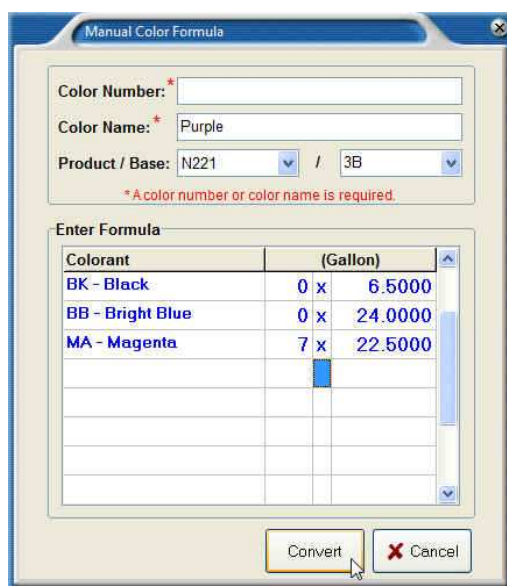 Manual Color Formula
Color Number:*
Color Name:* Purple
Product / Base: N221 / 3B
* A color number or color name is required.
Enter Formula
Colorant (Gallon)
BK - Black 0 x 6.5000
BB - Bright Blue 0 x 24.0000
MA - Magenta 7 x 22.5000
Convert Cancel